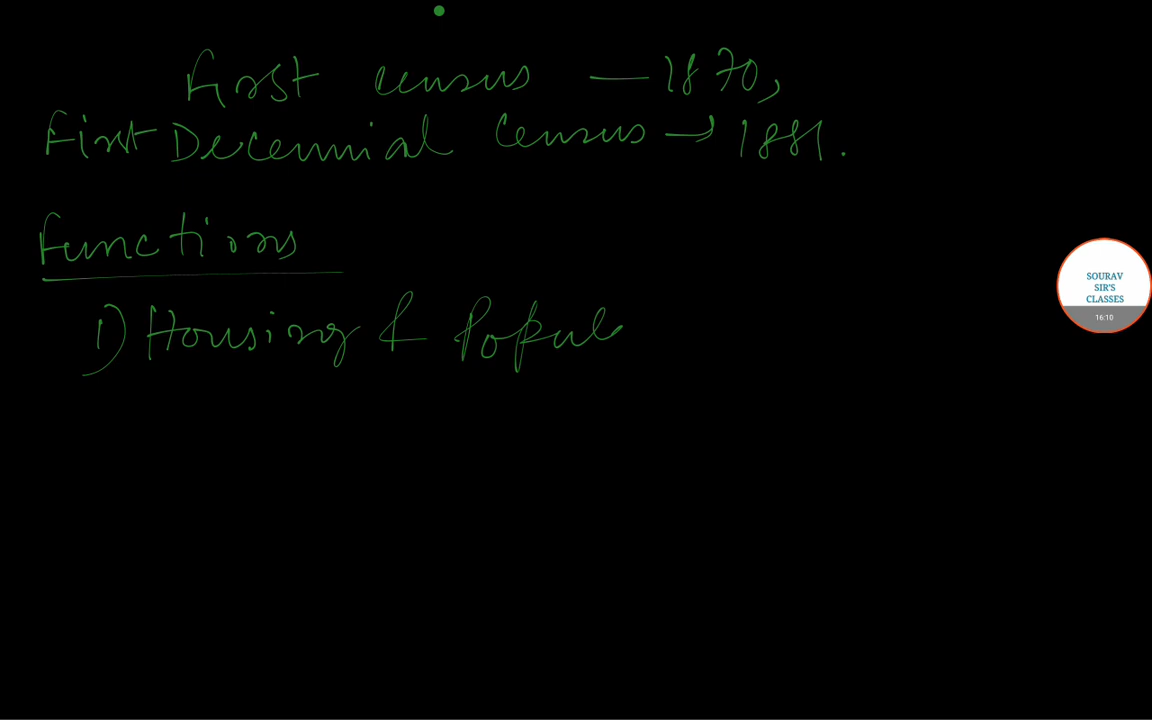 First census — 1870,
First Decennial Census → 1881.
Functions
1) Housing & Popul
SOURAV
SIR'S
CLASSES
16:10